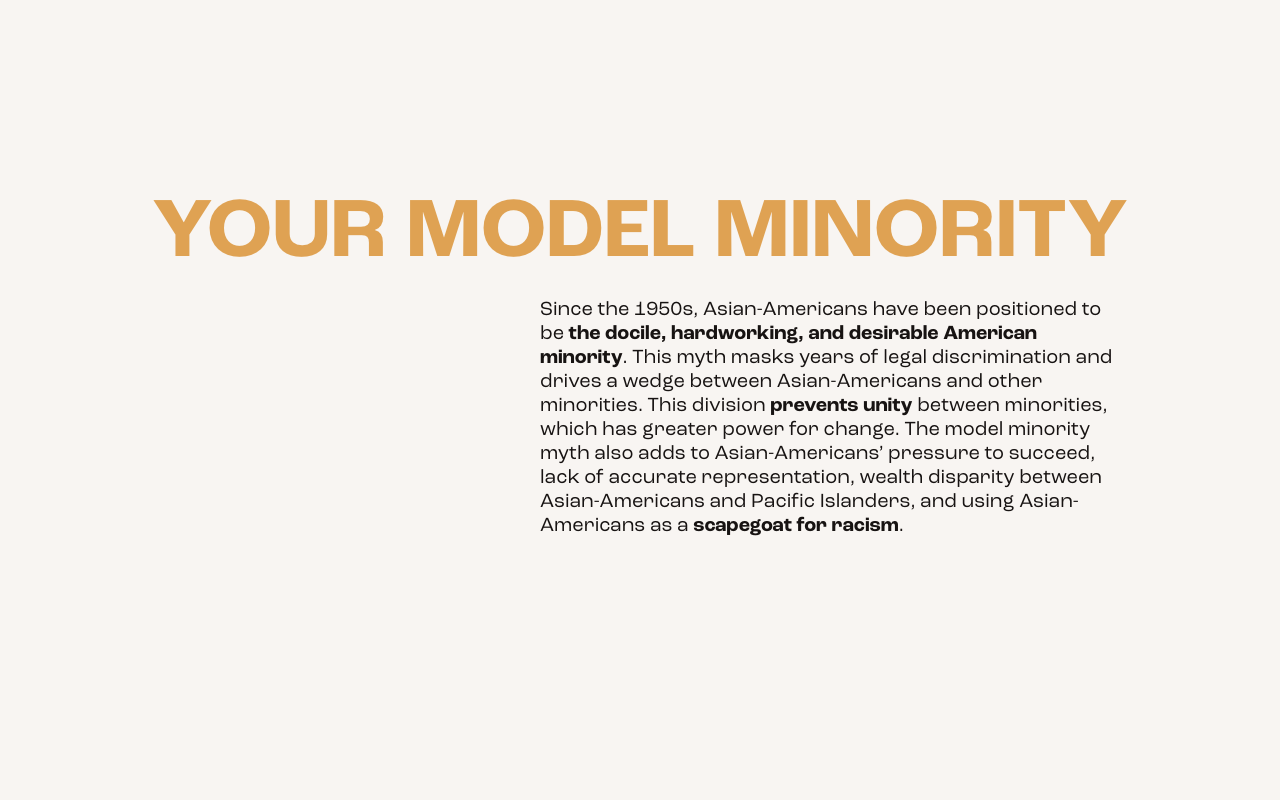 YOUR MODEL MINORITY
Since the 1950s, Asian-Americans have been positioned to
be the docile, hardworking, and desirable American
minority. This myth masks years of legal discrimination and
drives a wedge between Asian-Americans and other
minorities. This division prevents unity between minorities,
which has greater power for change. The model minority
myth also adds to Asian-Americans’ pressure to succeed,
lack of accurate representation, wealth disparity between
Asian-Americans and Pacific Islanders, and using Asian-
Americans as a scapegoat for racism.